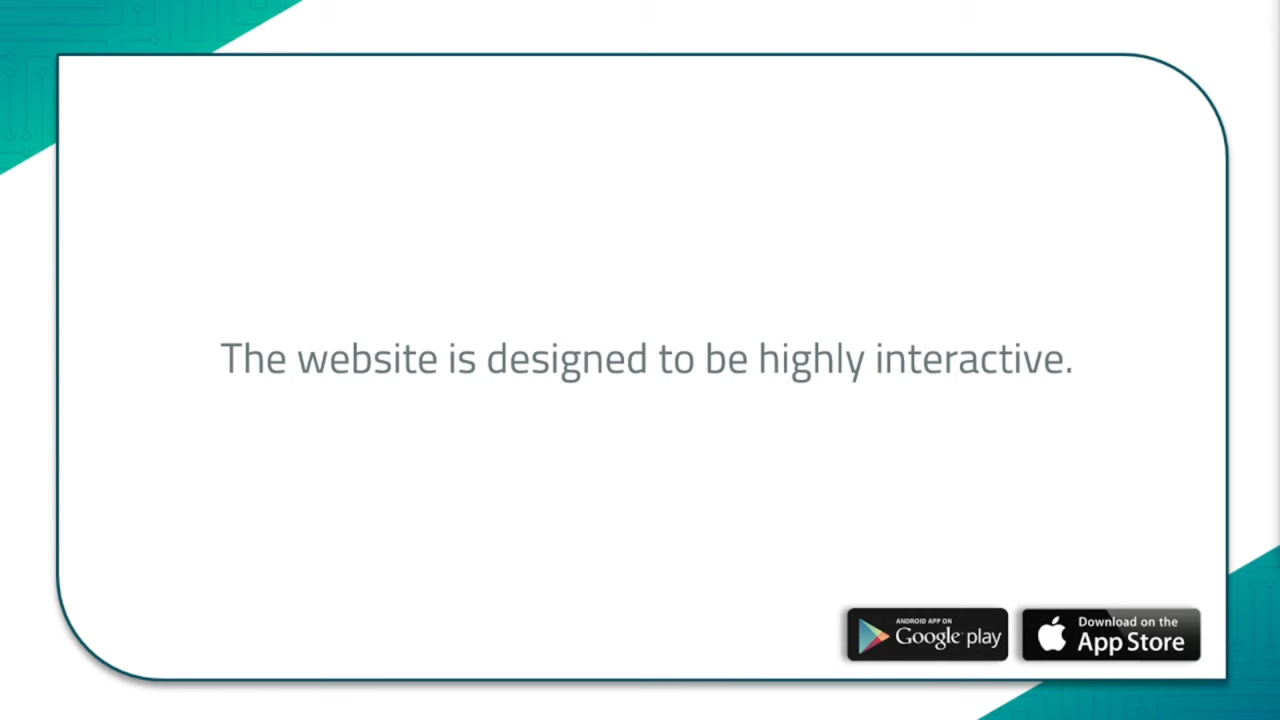 The website is designed to be highly interactive.
ANDROID APP ON
Google play
Download on the
App Store